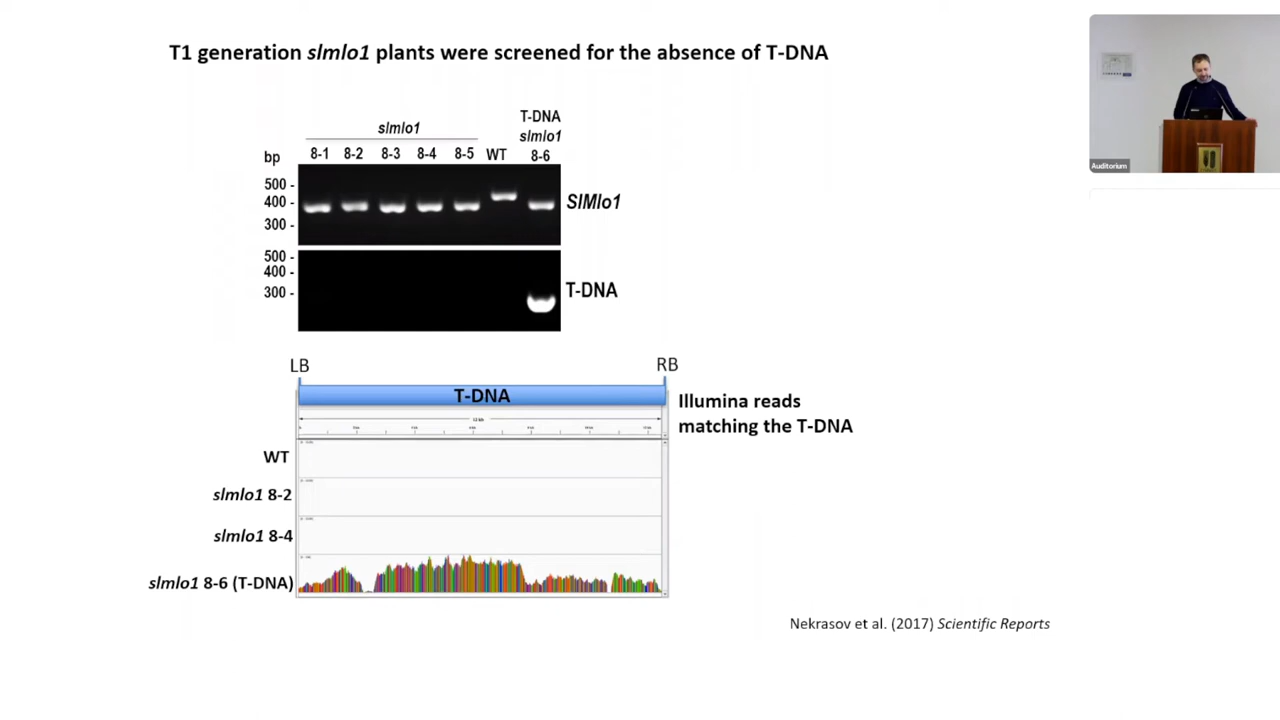 T1 generation slmlo1 plants were screened for the absence of T-DNA
Auditorium
slmlo1
T-DNA
slmlo1
bp
8-1 8-2 8-3 8-4 8-5 WT 8-6
500 -
400 -
300 -
SlMlo1
500 -
400 -
300 -
T-DNA
LB
RB
T-DNA
Illumina reads
matching the T-DNA
WT
slmlo1 8-2
slmlo1 8-4
slmlo1 8-6 (T-DNA)
Nekrasov et al. (2017) Scientific Reports